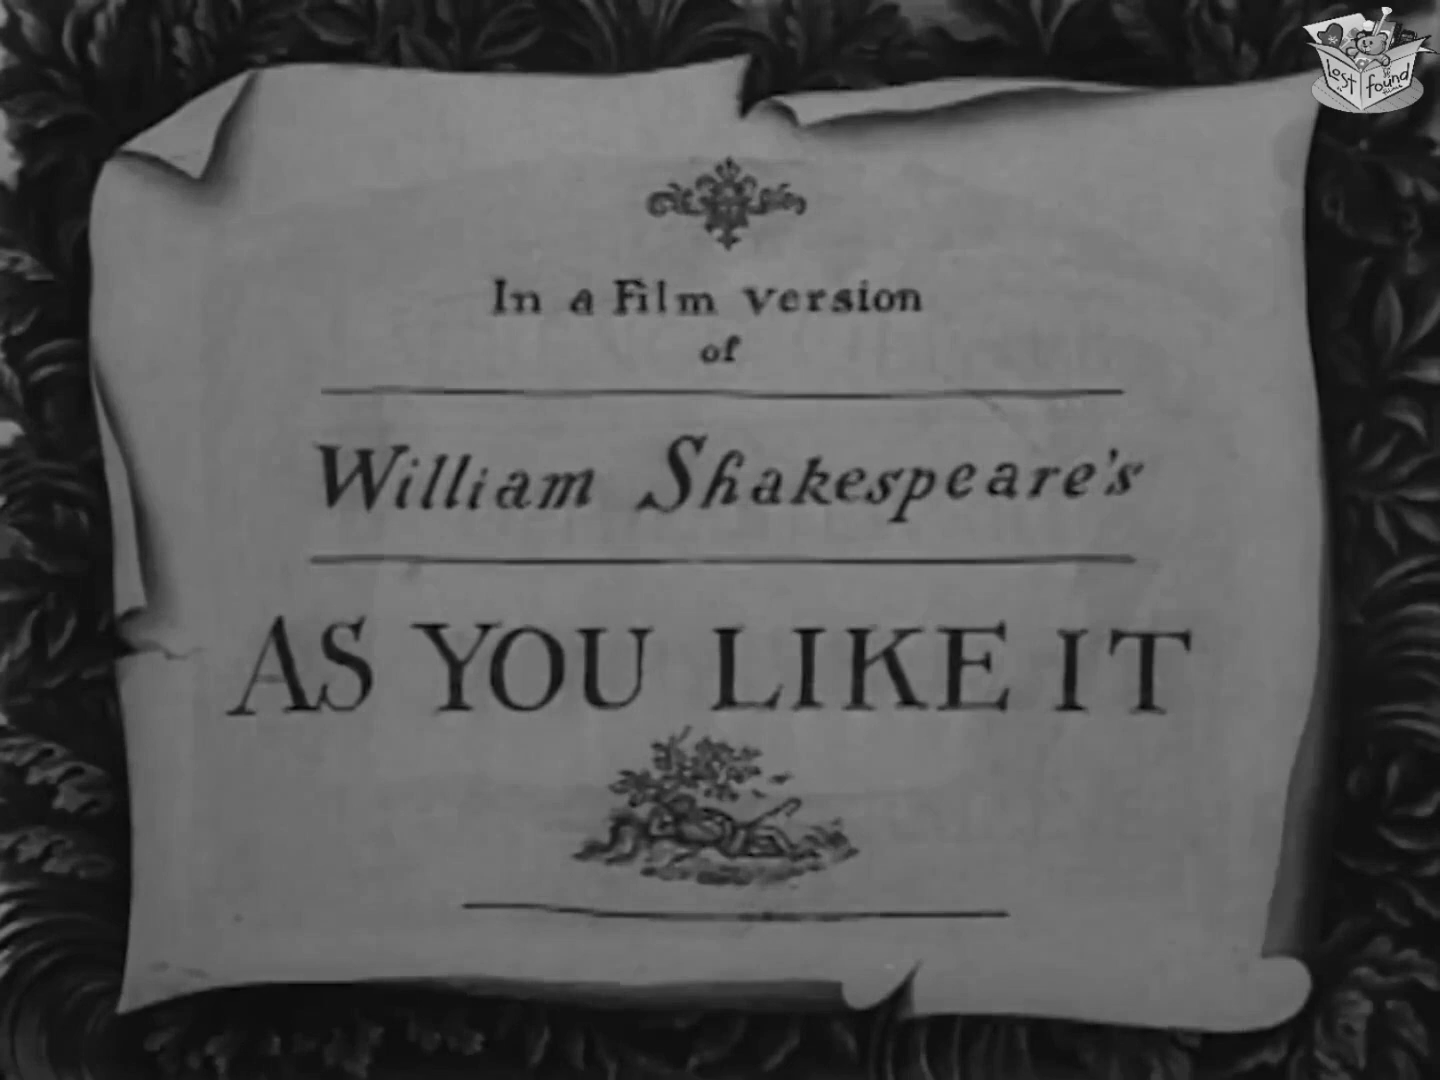 In a Film version
of
William Shakespeare's
AS YOU LIKE IT
lost
found